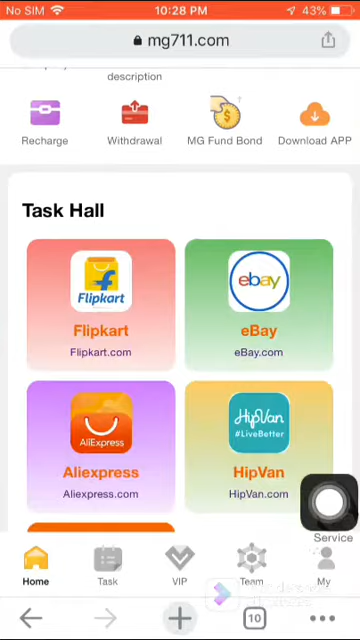 No SIM 10:28 PM 43%
mg711.com
description
Recharge Withdrawal MG Fund Bond Download APP
Task Hall
Flipkart
Flipkart
Flipkart.com
ebay
eBay
eBay.com
AliExpress
Aliexpress
Aliexpress.com
HipVan
#LiveBetter
HipVan
HipVan.com
Service
Home Task VIP Team My
10